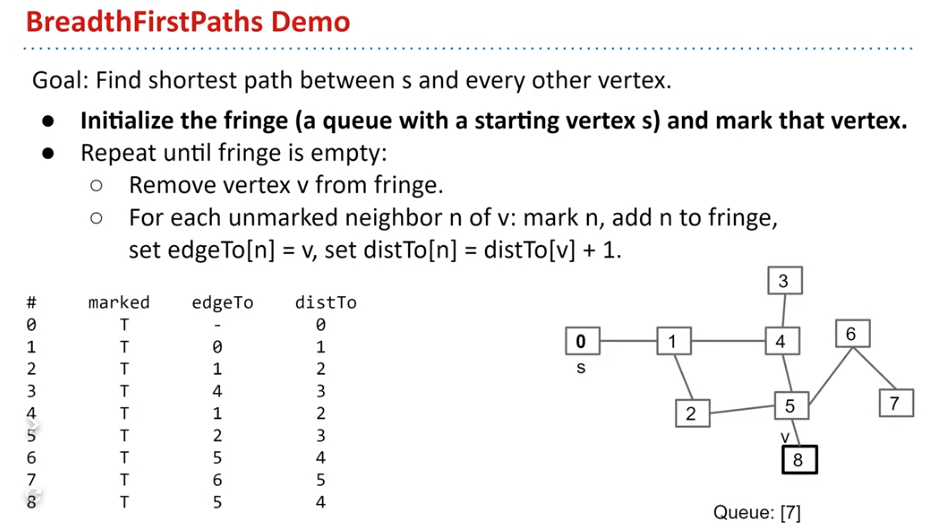 BreadthFirstPaths Demo
Goal: Find shortest path between s and every other vertex.
● Initialize the fringe (a queue with a starting vertex s) and mark that vertex.
● Repeat until fringe is empty:
○ Remove vertex v from fringe.
○ For each unmarked neighbor n of v: mark n, add n to fringe,
set edgeTo[n] = v, set distTo[n] = distTo[v] + 1.
# marked edgeTo distTo
0 T - 0
1 T 0 1
2 T 1 2
3 T 4 3
4 T 1 2
5 T 2 3
6 T 5 4
7 T 6 5
8 T 5 4
3
0 1 4 6
s
2 5 7
v
8
Queue: [7]